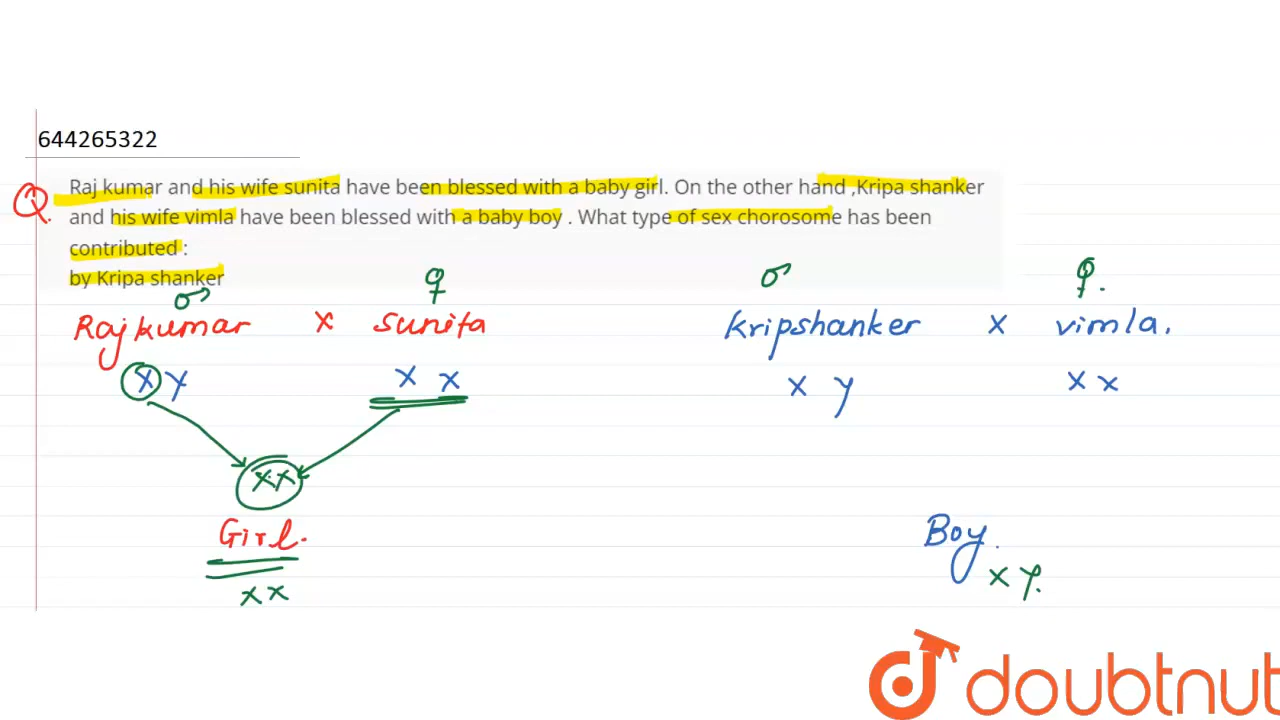 644265322
Q.
Raj kumar and his wife sunita have been blessed with a baby girl. On the other hand ,Kripa shanker
and his wife vimla have been blessed with a baby boy . What type of sex chorosome has been
contributed :
by Kripa shanker
♂ ♀ ♂ ♀.
Rajkumar x sunita kripshanker x vimla.
X Y X X X Y X X
XX
Girl. Boy.
XX XY.
doubtnut